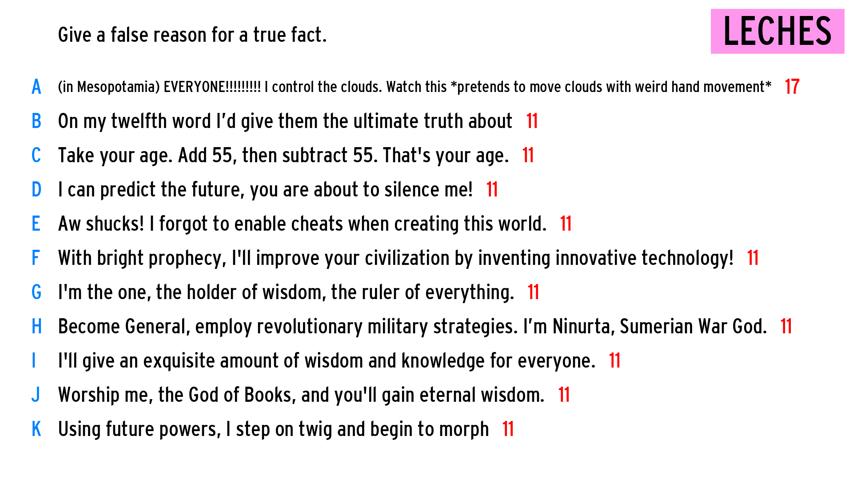 Give a false reason for a true fact.
LECHES
A (in Mesopotamia) EVERYONE!!!!!!!!! I control the clouds. Watch this *pretends to move clouds with weird hand movement* 17
B On my twelfth word I'd give them the ultimate truth about 11
C Take your age. Add 55, then subtract 55. That's your age. 11
D I can predict the future, you are about to silence me! 11
E Aw shucks! I forgot to enable cheats when creating this world. 11
F With bright prophecy, I'll improve your civilization by inventing innovative technology! 11
G I'm the one, the holder of wisdom, the ruler of everything. 11
H Become General, employ revolutionary military strategies. I'm Ninurta, Sumerian War God. 11
I I'll give an exquisite amount of wisdom and knowledge for everyone. 11
J Worship me, the God of Books, and you'll gain eternal wisdom. 11
K Using future powers, I step on twig and begin to morph 11